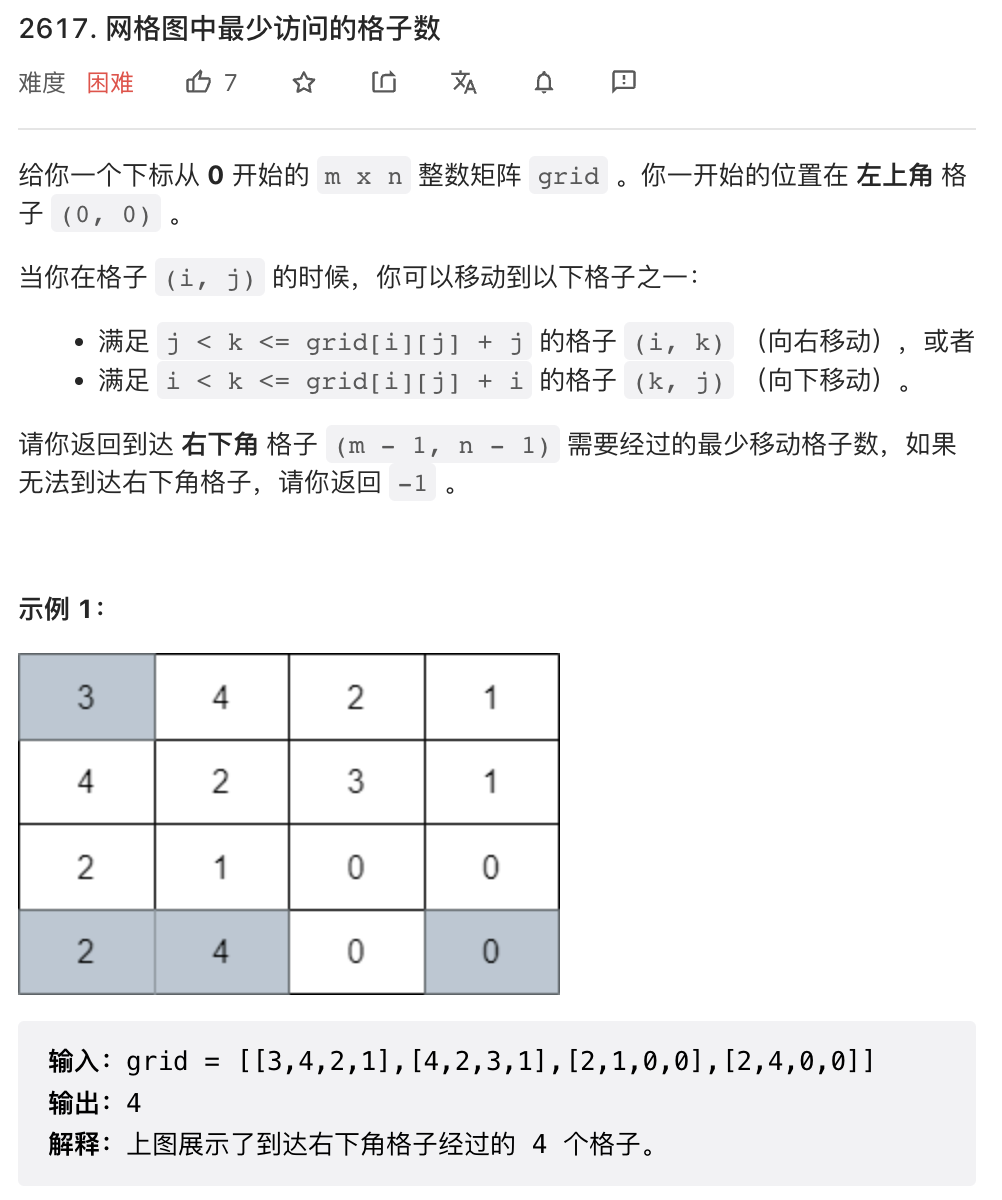 2617. 网格图中最少访问的格子数
难度 困难 7
给你一个下标从 0 开始的 m x n 整数矩阵 grid 。你一开始的位置在 左上角 格
子 (0, 0) 。
当你在格子 (i, j) 的时候，你可以移动到以下格子之一：
• 满足 j < k <= grid[i][j] + j 的格子 (i, k) （向右移动），或者
• 满足 i < k <= grid[i][j] + i 的格子 (k, j) （向下移动）。
请你返回到达 右下角 格子 (m - 1, n - 1) 需要经过的最少移动格子数，如果
无法到达右下角格子，请你返回 -1 。
示例 1：
3 4 2 1
4 2 3 1
2 1 0 0
2 4 0 0
输入：grid = [[3,4,2,1],[4,2,3,1],[2,1,0,0],[2,4,0,0]]
输出：4
解释：上图展示了到达右下角格子经过的 4 个格子。